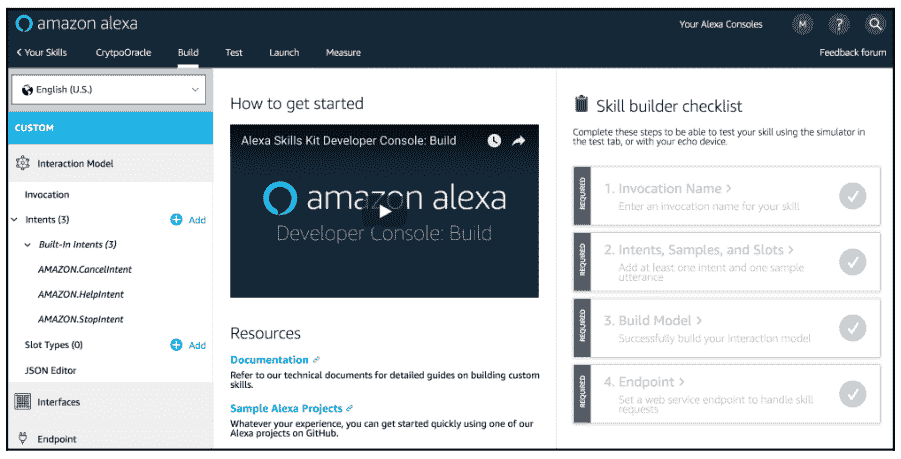 amazon alexa
Your Alexa Consoles
M
?
< Your Skills
CrytpoOracle
Build
Test
Launch
Measure
Feedback forum
English (U.S.)
CUSTOM
Interaction Model
Invocation
Intents (3)
Add
Built-In Intents (3)
AMAZON.CancelIntent
AMAZON.HelpIntent
AMAZON.StopIntent
Slot Types (0)
Add
JSON Editor
Interfaces
Endpoint
How to get started
Alexa Skills Kit Developer Console: Build
amazon alexa
Developer Console: Build
Resources
Documentation
Refer to our technical documents for detailed guides on building custom
skills.
Sample Alexa Projects
Whatever your experience, you can get started quickly using one of our
Alexa projects on GitHub.
Skill builder checklist
Complete these steps to be able to test your skill using the simulator in
the test tab, or with your echo device.
REQUIRED
1. Invocation Name >
Enter an invocation name for your skill
REQUIRED
2. Intents, Samples, and Slots >
Add at least one intent and one sample
utterance
REQUIRED
3. Build Model >
Successfully build your interaction model
REQUIRED
4. Endpoint >
Set a web service endpoint to handle skill
requests